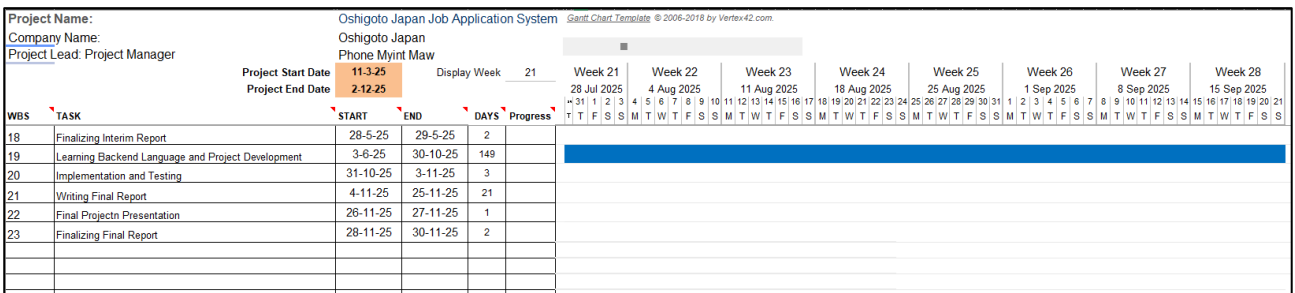 Project Name: Oshigoto Japan Job Application System Gantt Chart Template © 2006-2018 by Vertex42.com.
Company Name: Oshigoto Japan
Project Lead: Project Manager Phone Myint Maw
Project Start Date 11-3-25 Display Week 21 Week 21 Week 22 Week 23 Week 24 Week 25 Week 26 Week 27 Week 28
Project End Date 2-12-25 28 Jul 2025 4 Aug 2025 11 Aug 2025 18 Aug 2025 25 Aug 2025 1 Sep 2025 8 Sep 2025 15 Sep 2025
31 1 2 3 4 5 6 7 8 9 10 11 12 13 14 15 16 17 18 19 20 21 22 23 24 25 26 27 28 29 30 31 1 2 3 4 5 6 7 8 9 10 11 12 13 14 15 16 17 18 19 20 21
WBS TASK START END DAYS Progress T F S S M T W T F S S M T W T F S S M T W T F S S M T W T F S S M T W T F S S M T W T F S S M T W T F S S
18 Finalizing Interim Report 28-5-25 29-5-25 2
19 Learning Backend Language and Project Development 3-6-25 30-10-25 149
20 Implementation and Testing 31-10-25 3-11-25 3
21 Writing Final Report 4-11-25 25-11-25 21
22 Final Projectn Presentation 26-11-25 27-11-25 1
23 Finalizing Final Report 28-11-25 30-11-25 2